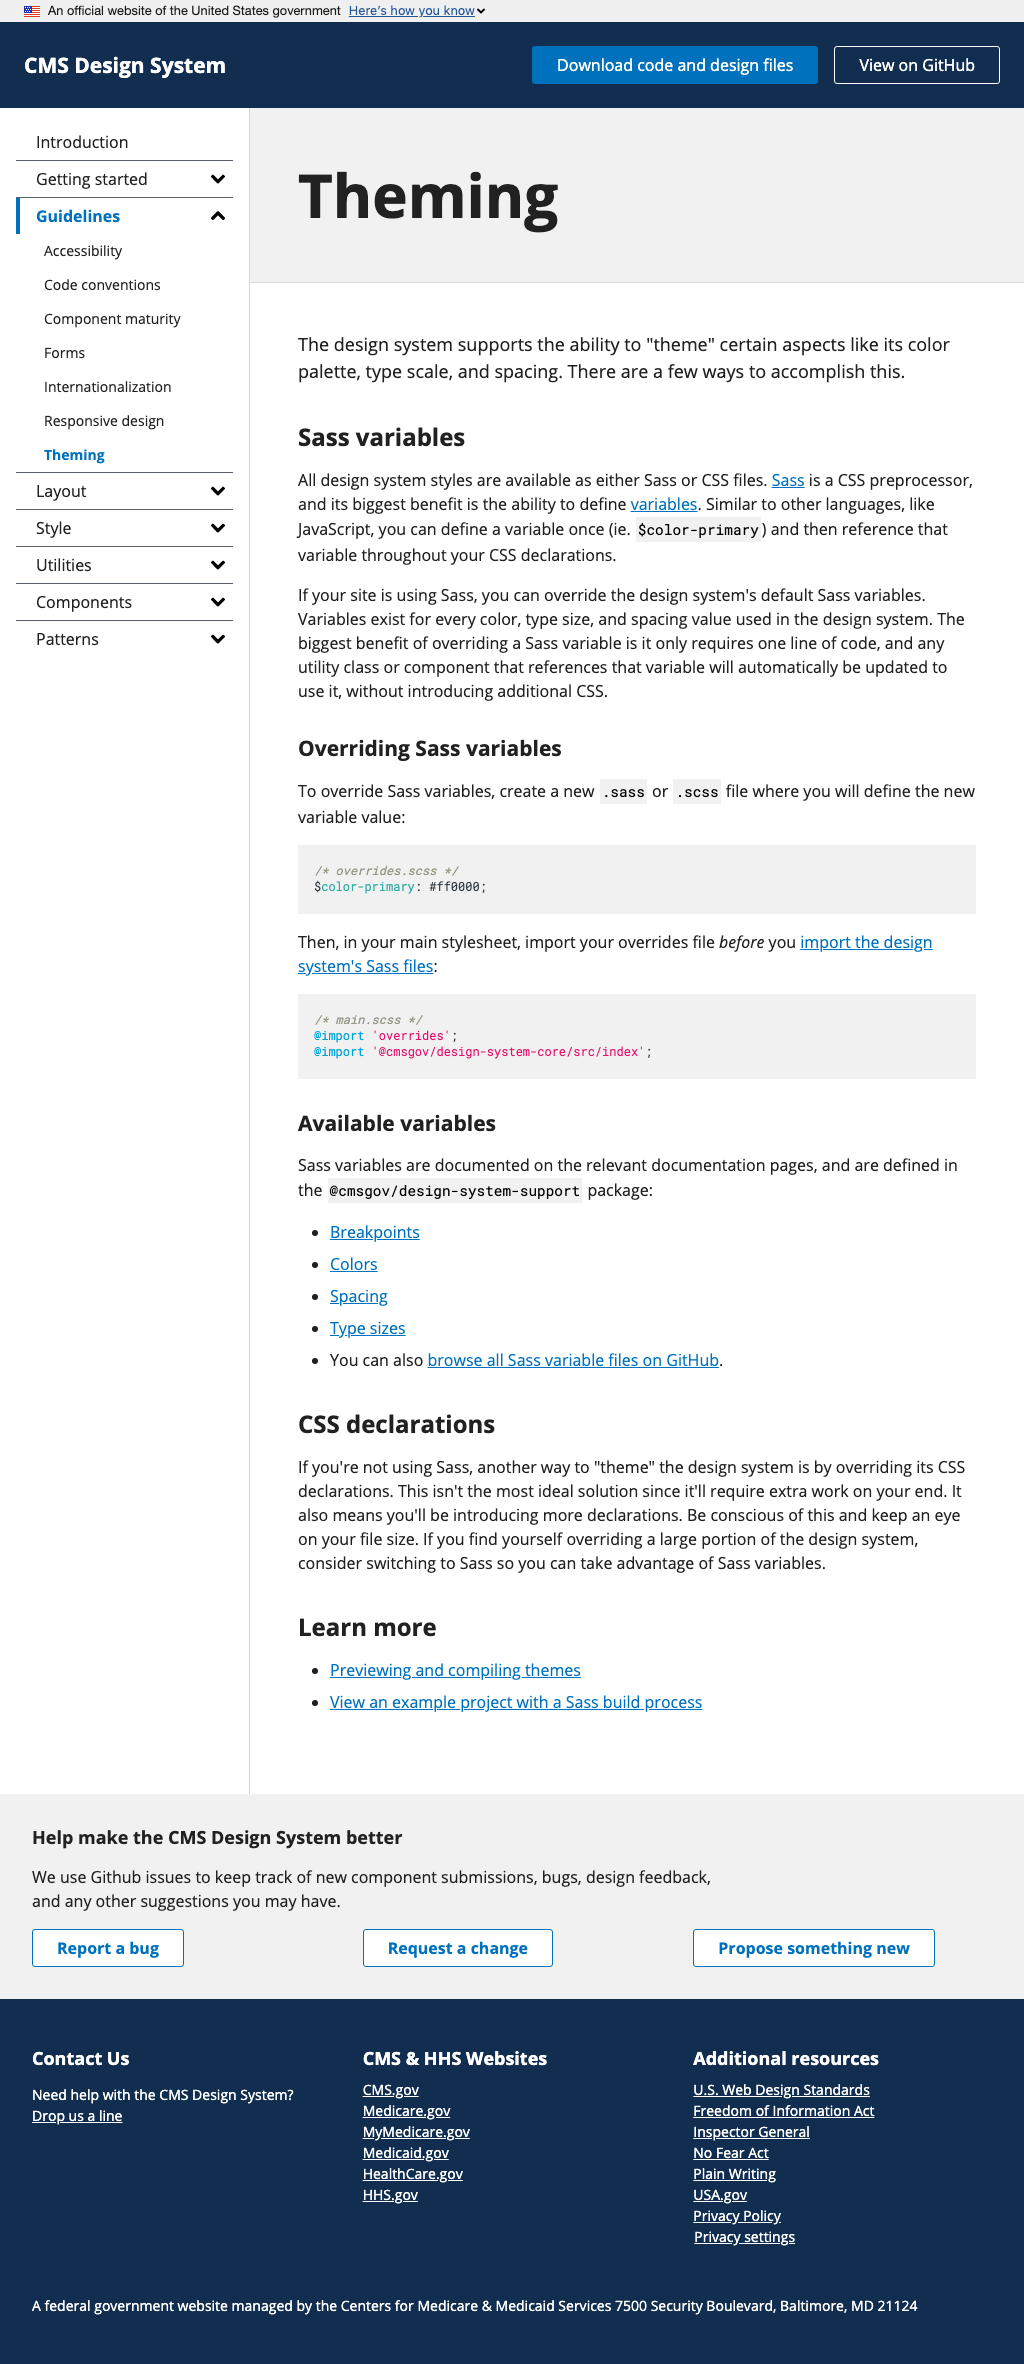 An official website of the United States government Here's how you know
CMS Design System
Download code and design files
View on GitHub
Introduction
Getting started
Guidelines
Accessibility
Code conventions
Component maturity
Forms
Internationalization
Responsive design
Theming
Layout
Style
Utilities
Components
Patterns
Theming
The design system supports the ability to "theme" certain aspects like its color
palette, type scale, and spacing. There are a few ways to accomplish this.
Sass variables
All design system styles are available as either Sass or CSS files. Sass is a CSS preprocessor,
and its biggest benefit is the ability to define variables. Similar to other languages, like
JavaScript, you can define a variable once (ie. $color-primary) and then reference that
variable throughout your CSS declarations.
If your site is using Sass, you can override the design system's default Sass variables.
Variables exist for every color, type size, and spacing value used in the design system. The
biggest benefit of overriding a Sass variable is it only requires one line of code, and any
utility class or component that references that variable will automatically be updated to
use it, without introducing additional CSS.
Overriding Sass variables
To override Sass variables, create a new .sass or .scss file where you will define the new
variable value:
/* overrides.scss */
$color-primary: #ff0000;
Then, in your main stylesheet, import your overrides file before you import the design
system's Sass files:
/* main.scss */
@import 'overrides';
@import '@cmsgov/design-system-core/src/index';
Available variables
Sass variables are documented on the relevant documentation pages, and are defined in
the @cmsgov/design-system-support package:
• Breakpoints
• Colors
• Spacing
• Type sizes
• You can also browse all Sass variable files on GitHub.
CSS declarations
If you're not using Sass, another way to "theme" the design system is by overriding its CSS
declarations. This isn't the most ideal solution since it'll require extra work on your end. It
also means you'll be introducing more declarations. Be conscious of this and keep an eye
on your file size. If you find yourself overriding a large portion of the design system,
consider switching to Sass so you can take advantage of Sass variables.
Learn more
• Previewing and compiling themes
• View an example project with a Sass build process
Help make the CMS Design System better
We use Github issues to keep track of new component submissions, bugs, design feedback,
and any other suggestions you may have.
Report a bug
Request a change
Propose something new
Contact Us
Need help with the CMS Design System?
Drop us a line
CMS & HHS Websites
CMS.gov
Medicare.gov
MyMedicare.gov
Medicaid.gov
HealthCare.gov
HHS.gov
Additional resources
U.S. Web Design Standards
Freedom of Information Act
Inspector General
No Fear Act
Plain Writing
USA.gov
Privacy Policy
Privacy settings
A federal government website managed by the Centers for Medicare & Medicaid Services 7500 Security Boulevard, Baltimore, MD 21124